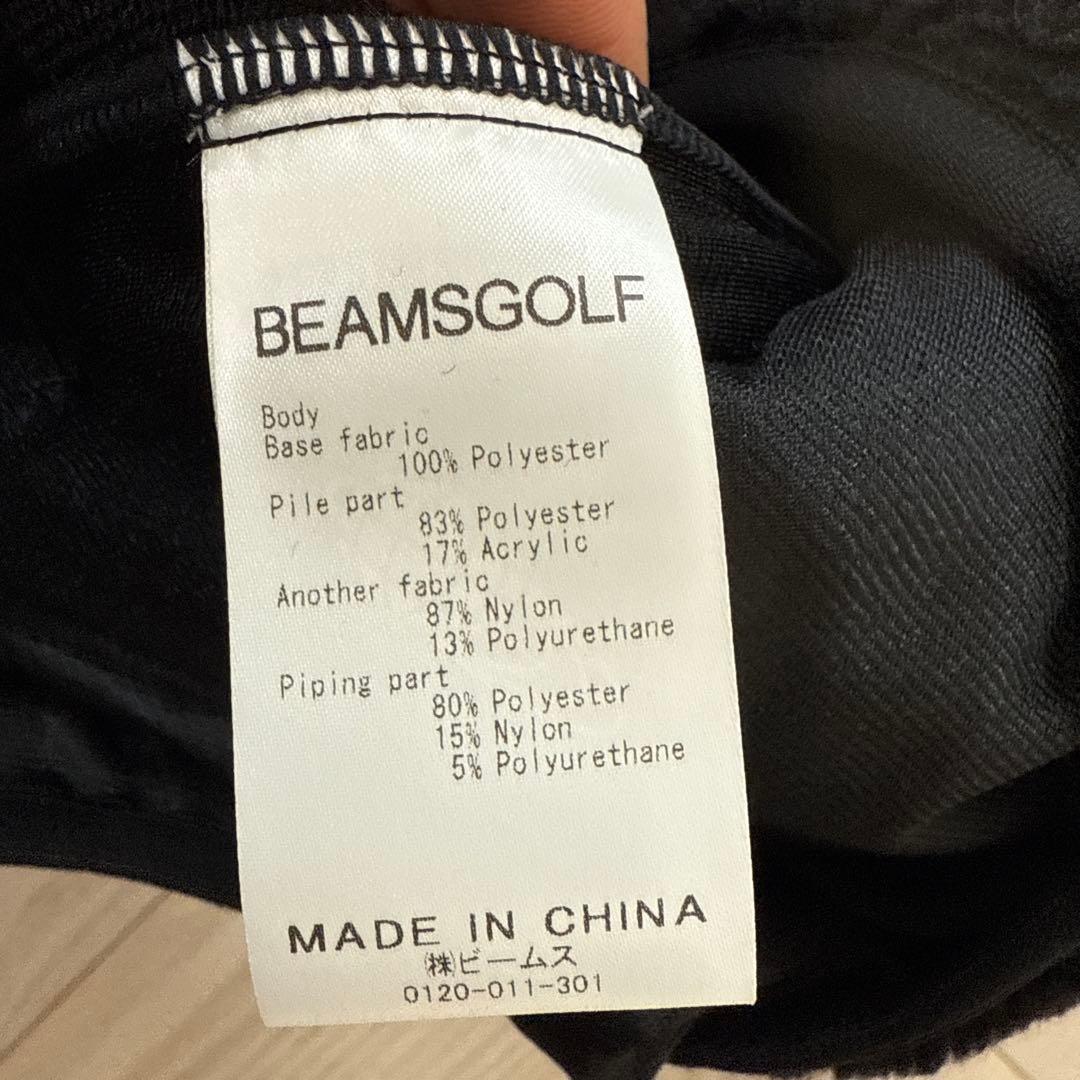 BEAMSGOLF
Body
Base fabric
100% Polyester
Pile part
83% Polyester
17% Acrylic
Another fabric
87% Nylon
13% Polyurethane
Piping part
80% Polyester
15% Nylon
5% Polyurethane
MADE IN CHINA
㈱ビームス
0120-011-301